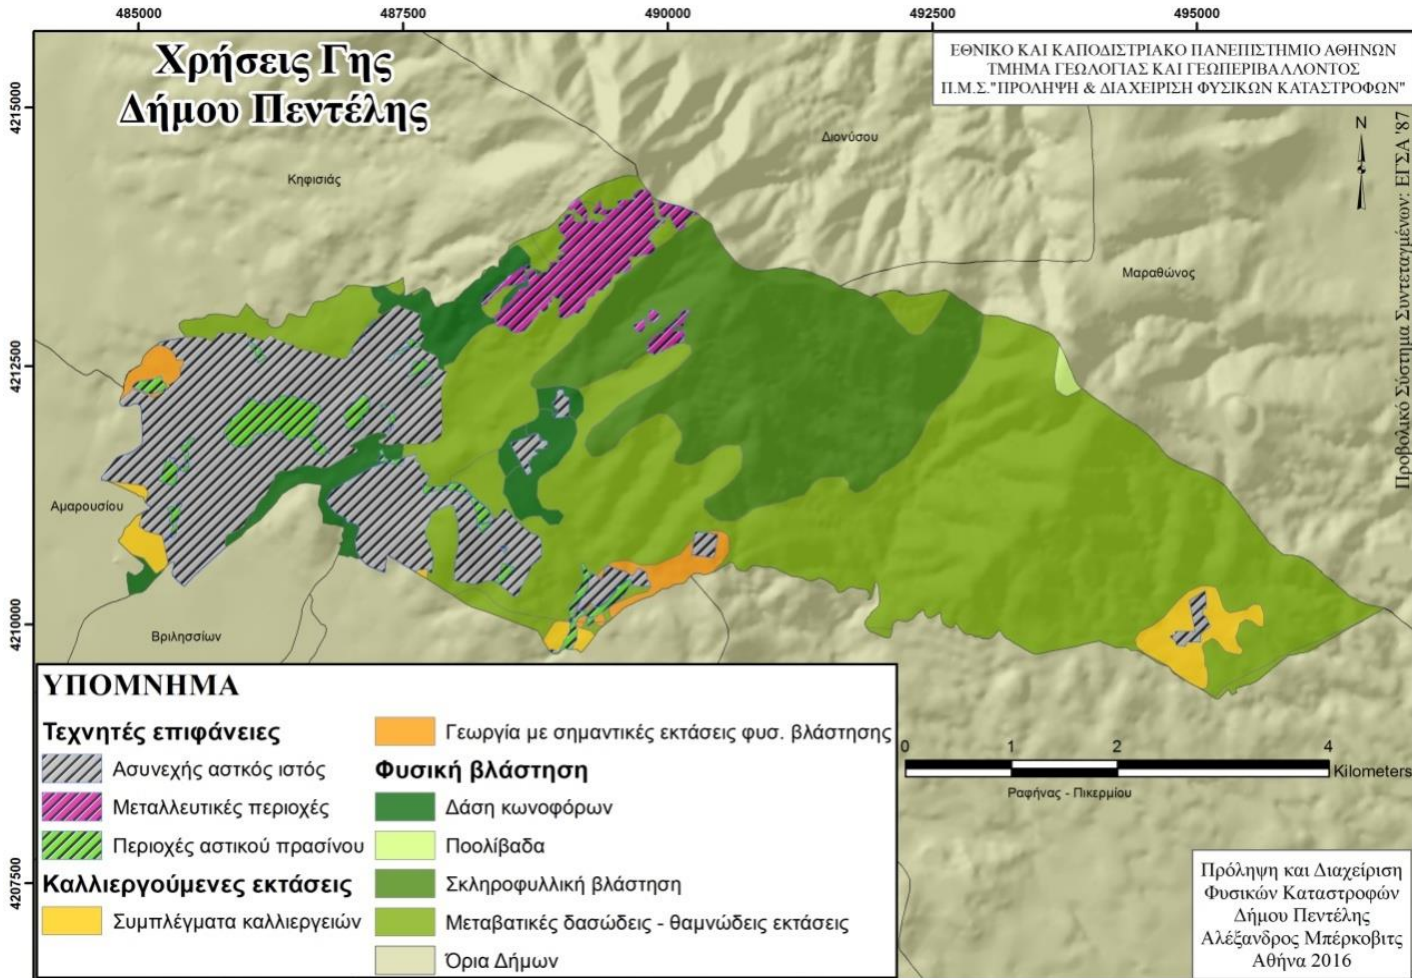 485000
487500
490000
492500
495000
Χρήσεις Γης
Δήμου Πεντέλης
ΕΘΝΙΚΟ ΚΑΙ ΚΑΠΟΔΙΣΤΡΙΑΚΟ ΠΑΝΕΠΙΣΤΗΜΙΟ ΑΘΗΝΩΝ
ΤΜΗΜΑ ΓΕΩΛΟΓΙΑΣ ΚΑΙ ΓΕΩΠΕΡΙΒΑΛΛΟΝΤΟΣ
Π.Μ.Σ."ΠΡΟΛΗΨΗ & ΔΙΑΧΕΙΡΙΣΗ ΦΥΣΙΚΩΝ ΚΑΤΑΣΤΡΟΦΩΝ"
4215000
4212500
4210000
4207500
N
Προβολικό Σύστημα Συντεταγμένων: ΕΓΣΑ '87
Διονύσου
Κηφισιάς
Μαραθώνος
Αμαρουσίου
Βριλησσίων
ΥΠΟΜΝΗΜΑ
Τεχνητές επιφάνειες
Ασυνεχής αστκός ιστός
Μεταλλευτικές περιοχές
Περιοχές αστικού πρασίνου
Καλλιεργούμενες εκτάσεις
Συμπλέγματα καλλιεργειών
Γεωργία με σημαντικές εκτάσεις φυσ. βλάστησης
Φυσική βλάστηση
Δάση κωνοφόρων
Ποολίβαδα
Σκληροφυλλική βλάστηση
Μεταβατικές δασώδεις - θαμνώδεις εκτάσεις
Όρια Δήμων
0 1 2 4
Kilometers
Ραφήνας - Πικερμίου
Πρόληψη και Διαχείριση
Φυσικών Καταστροφών
Δήμου Πεντέλης
Αλέξανδρος Μπέρκοβιτς
Αθήνα 2016